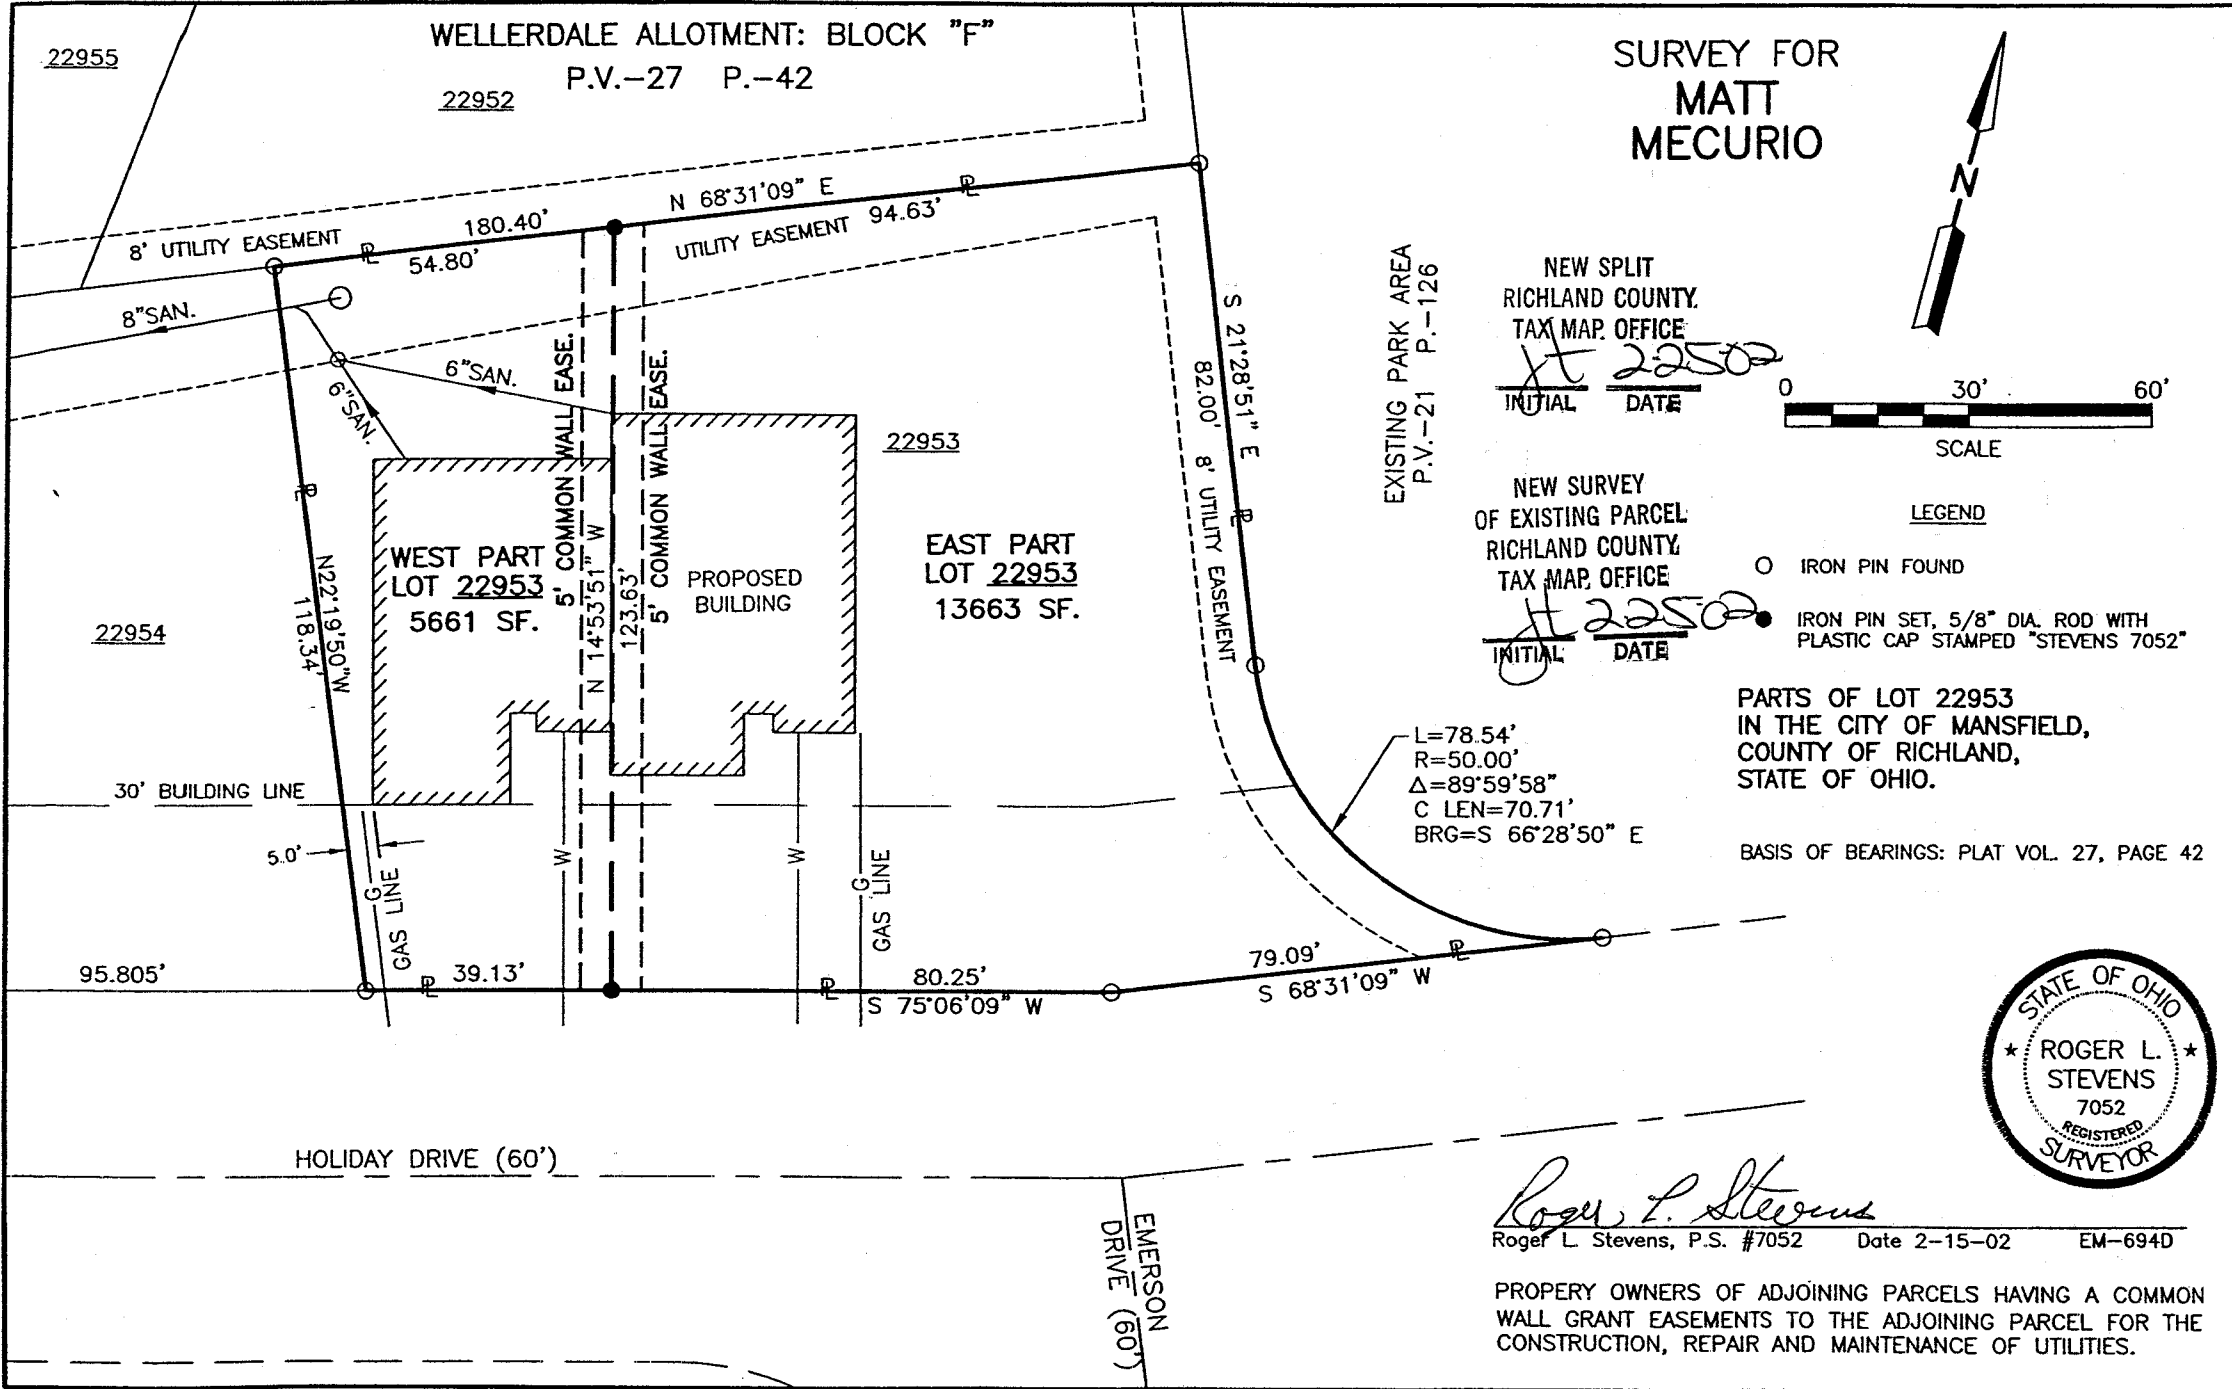 WELLERDALE ALLOTMENT: BLOCK "F"
P.V.-27 P.-42
22955
22952
SURVEY FOR
MATT
MECURIO
N
N 68°31'09" E
180.40'
54.80'
94.63'
8' UTILITY EASEMENT
UTILITY EASEMENT
8"SAN.
6"SAN.
6"SAN.
5' COMMON WALL EASE.
5' COMMON WALL EASE.
N 14°53'51" W
123.63'
22953
S 21°28'51" E
82.00'
8' UTILITY EASEMENT
EXISTING PARK AREA
P.V.-21 P.-126
NEW SPLIT
RICHLAND COUNTY
TAX MAP OFFICE
22502
INITIAL DATE
0 30' 60'
SCALE
NEW SURVEY
OF EXISTING PARCEL
RICHLAND COUNTY
TAX MAP OFFICE
22502
INITIAL DATE
LEGEND
IRON PIN FOUND
IRON PIN SET, 5/8" DIA. ROD WITH
PLASTIC CAP STAMPED "STEVENS 7052"
WEST PART
LOT 22953
5661 SF.
PROPOSED
BUILDING
EAST PART
LOT 22953
13663 SF.
22954
N22°19'50"W
118.34'
PARTS OF LOT 22953
IN THE CITY OF MANSFIELD,
COUNTY OF RICHLAND,
STATE OF OHIO.
L=78.54'
R=50.00'
Δ=89°59'58"
C LEN=70.71'
BRG=S 66°28'50" E
BASIS OF BEARINGS: PLAT VOL. 27, PAGE 42
30' BUILDING LINE
5.0'
G
GAS LINE
W
W
G
GAS LINE
95.805'
39.13'
80.25'
S 75°06'09" W
79.09'
S 68°31'09" W
HOLIDAY DRIVE (60')
EMERSON
DRIVE (60')
STATE OF OHIO
ROGER L.
STEVENS
7052
REGISTERED
SURVEYOR
Roger L. Stevens
Roger L Stevens, P.S. #7052 Date 2-15-02 EM-694D
PROPERY OWNERS OF ADJOINING PARCELS HAVING A COMMON
WALL GRANT EASEMENTS TO THE ADJOINING PARCEL FOR THE
CONSTRUCTION, REPAIR AND MAINTENANCE OF UTILITIES.